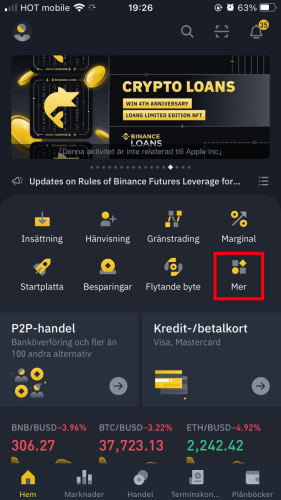 HOT mobile
19:26
63%
35
CRYPTO LOANS
WIN 4TH ANNIVERSARY
LOANS LIMITED EDITION NFT
BINANCE
LOANS
「Denna aktivitet är inte relaterad till Apple inc」
Updates on Rules of Binance Futures Leverage for...
Insättning Hänvisning Gränstrading Marginal
Startplatta Besparingar Flytande byte Mer
P2P-handel
Banköverföring och fler än
100 andra alternativ
Kredit-/betalkort
Visa, Mastercard
BNB/BUSD -3.96% BTC/BUSD -3.22% ETH/BUSD -4.92%
306.27 37,723.13 2,242.42
Hem Marknader Handel Terminskon... Plånböcker